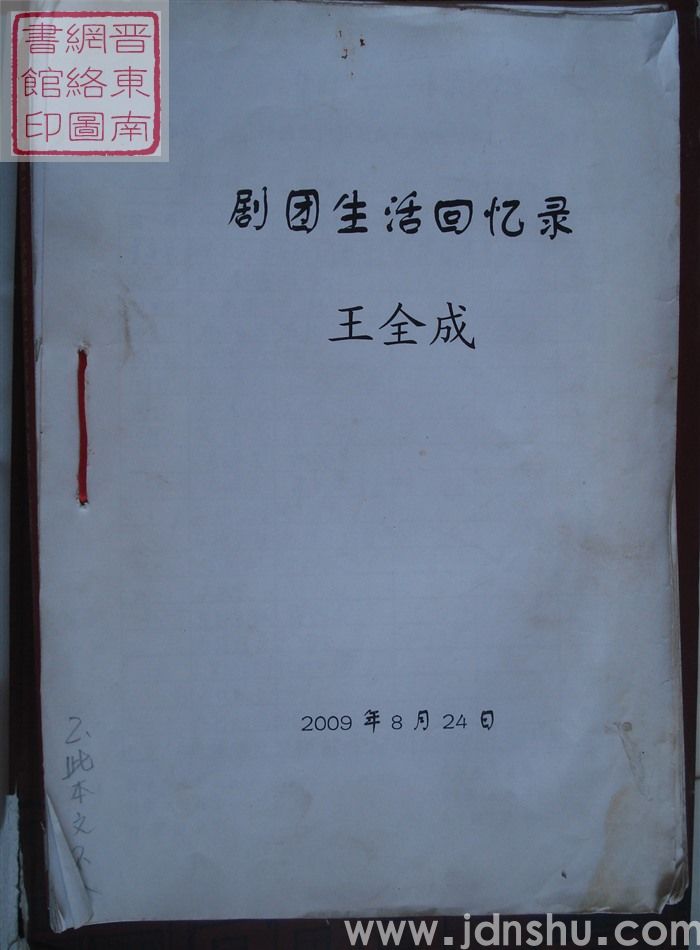 晋東南
網絡圖
書館印
剧团生活回忆录
王全成
2009年8月24日
此本文
www.jdnshu.com